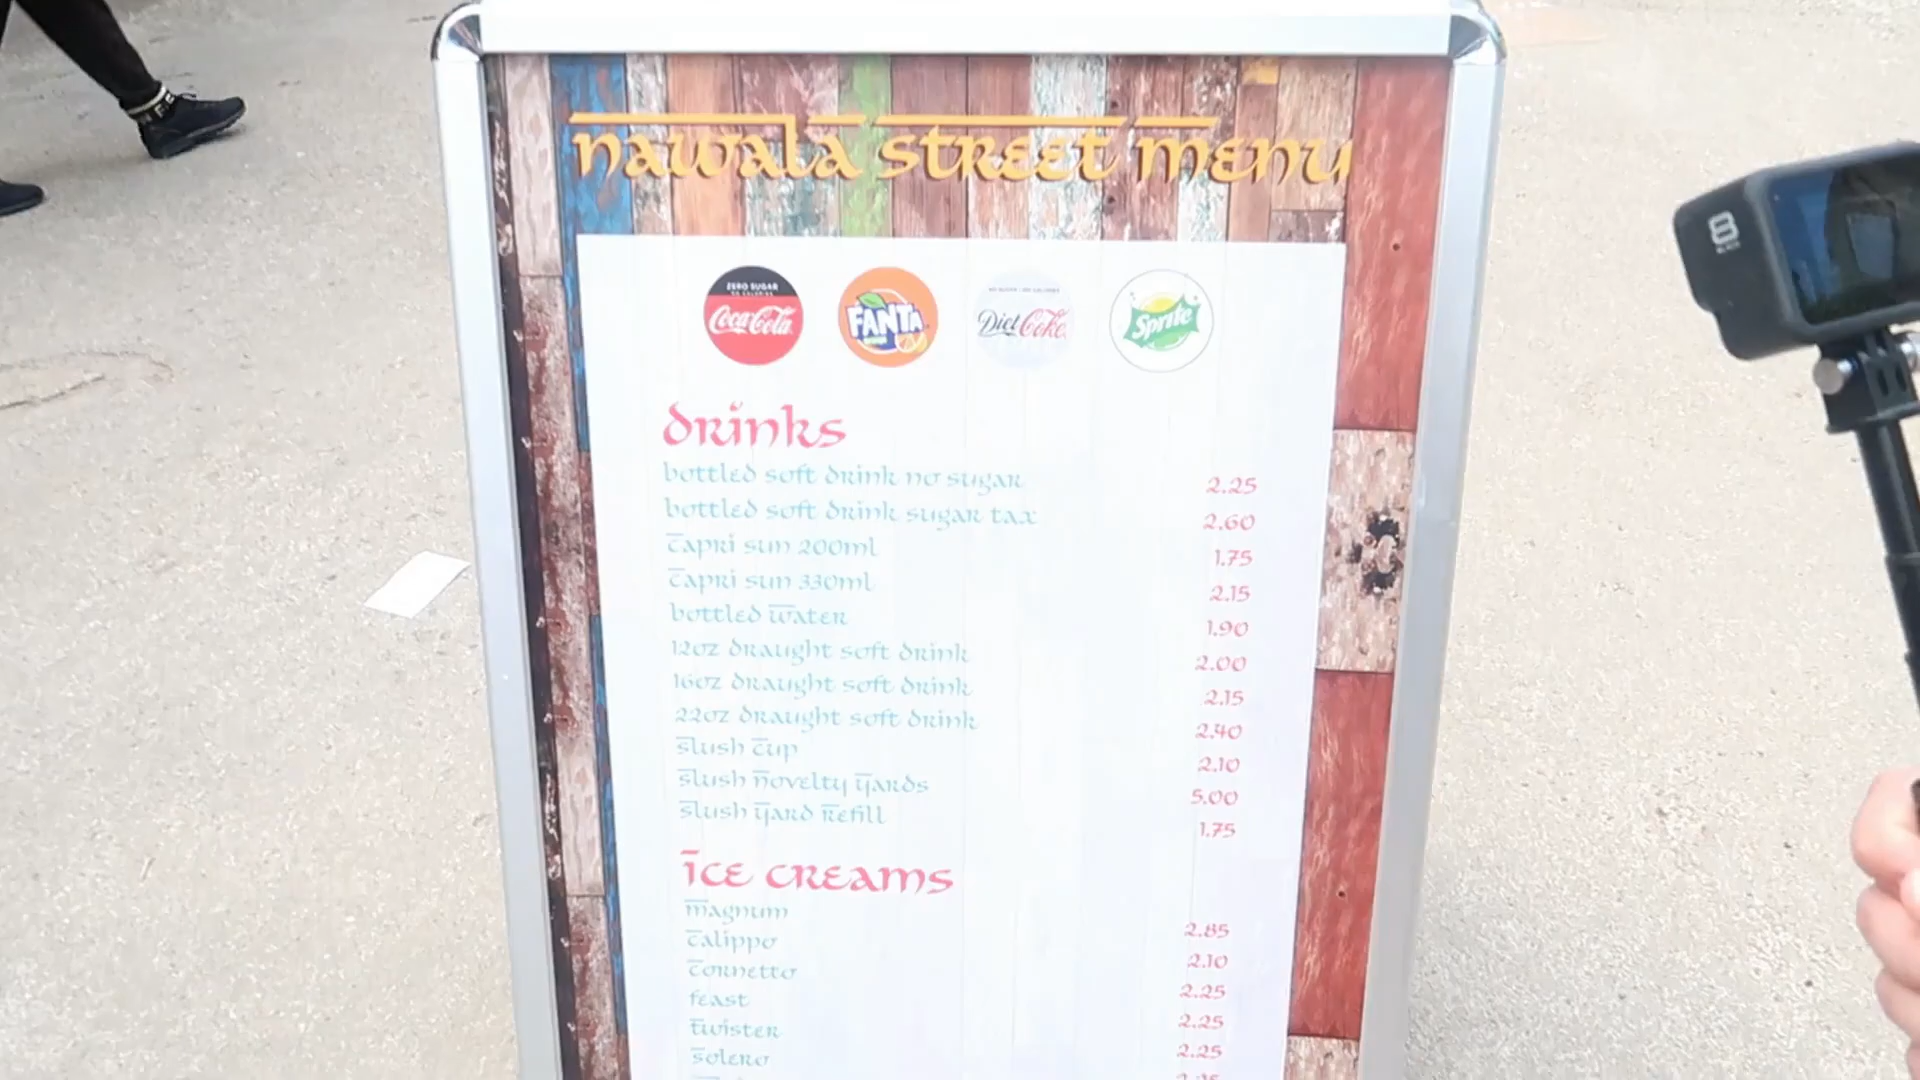 nawala street menu
ZERO SUGAR
NO CALORIES
Coca-Cola
FANTA
Diet Coke
Sprite
drinks
bottled soft drink no sugar 2.25
bottled soft drink sugar tax 2.60
capri sun 200ml 1.75
capri sun 330ml 2.15
bottled water 1.90
12oz draught soft drink 2.00
16oz draught soft drink 2.15
22oz draught soft drink 2.40
slush cup 2.10
slush novelty yards 5.00
slush yard refill 1.75
ice creams
magnum 2.85
calippo 2.10
cornetto 2.25
feast 2.25
twister 2.25
solero
8
BLACK